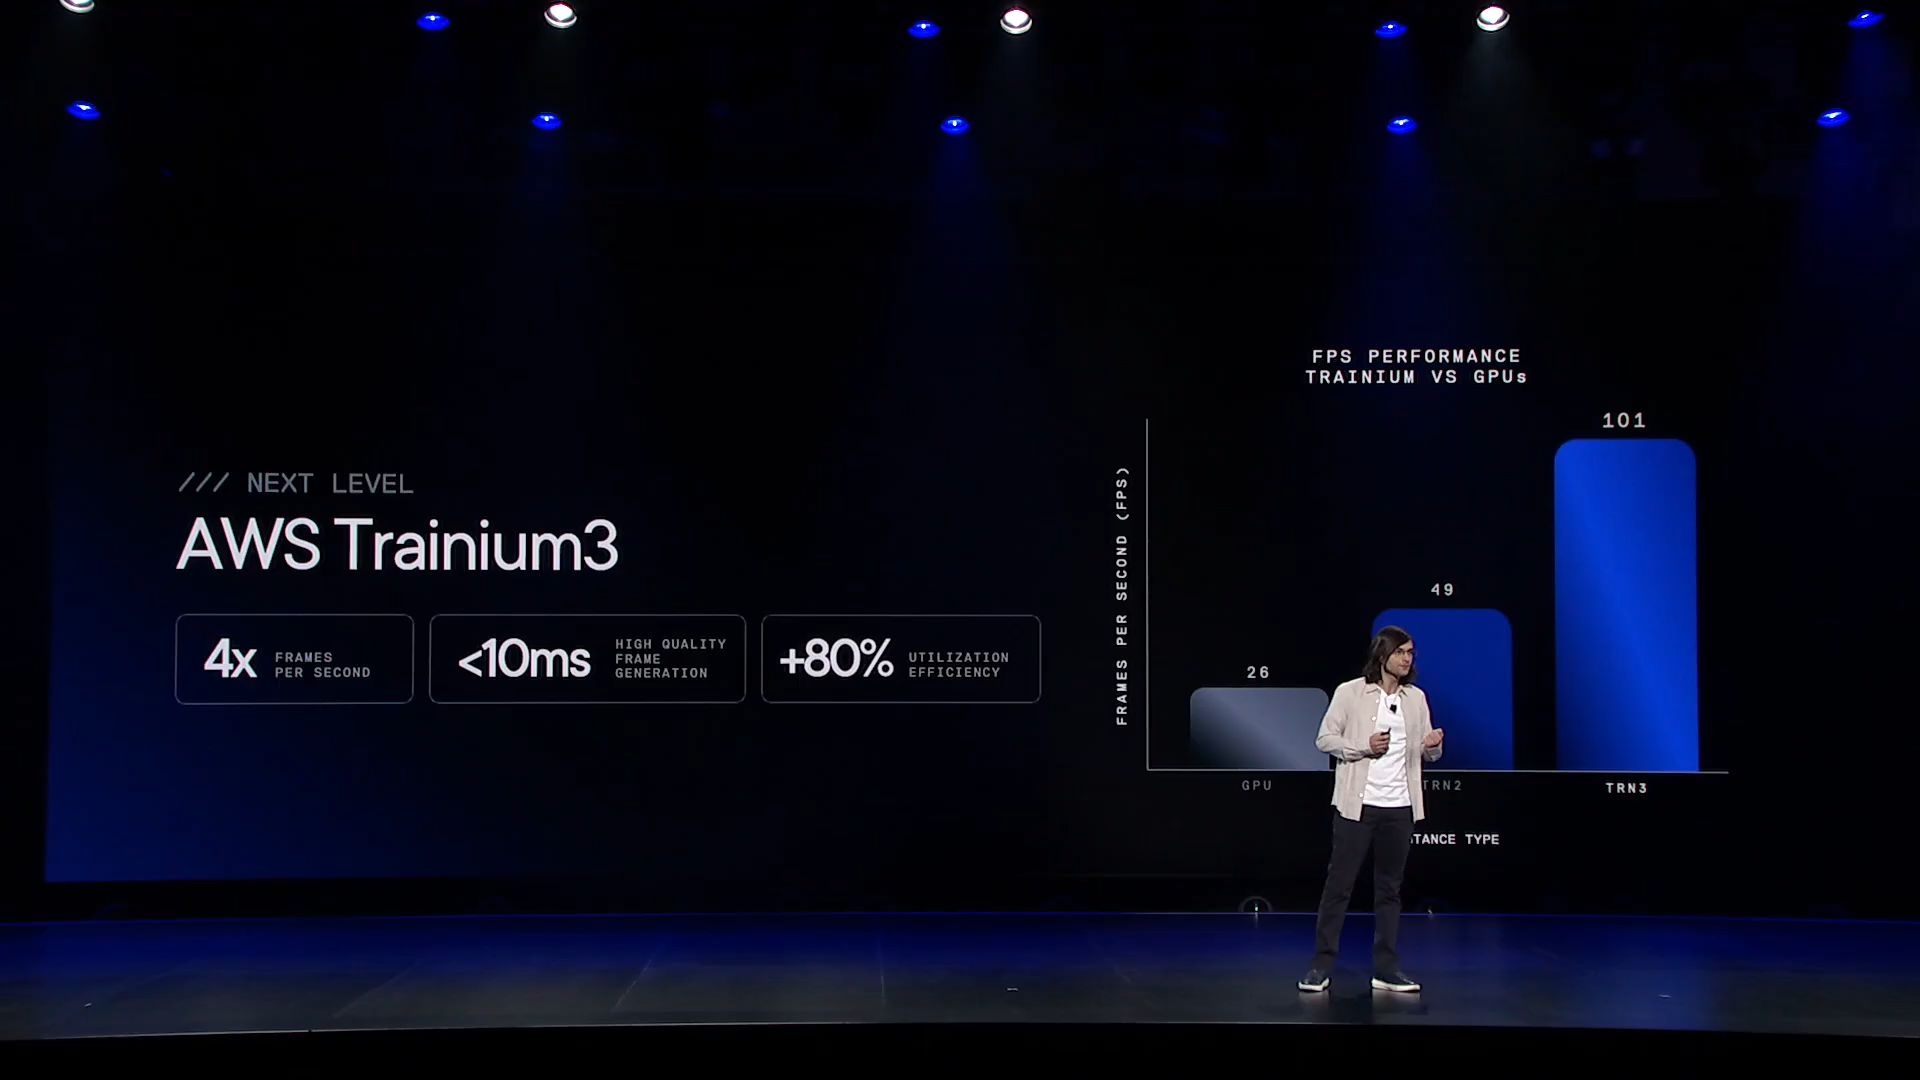 /// NEXT LEVEL
AWS Trainium3
4x
FRAMES
PER SECOND
<10ms
HIGH QUALITY
FRAME
GENERATION
+80%
UTILIZATION
EFFICIENCY
FPS PERFORMANCE
TRAINIUM VS GPUs
FRAMES PER SECOND (FPS)
26
49
101
GPU
TRN2
TRN3
TYPE